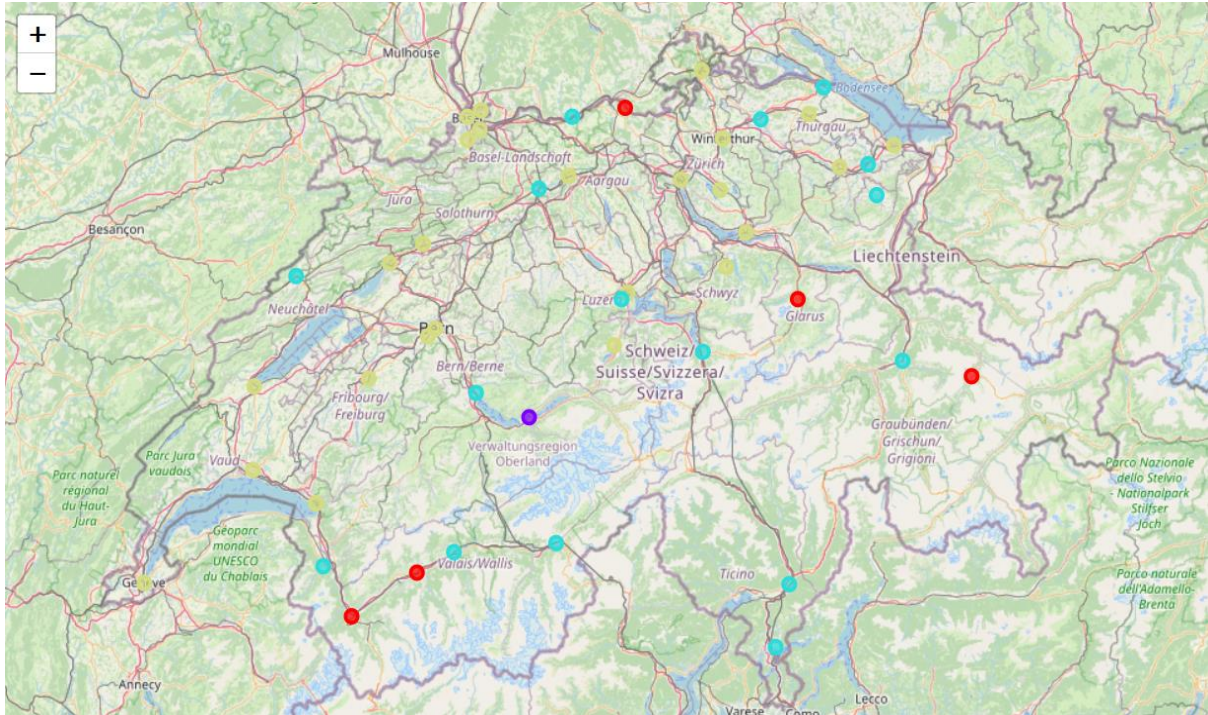 +
−
Mulhouse
Bodensee
Winterthur
Thurgau
Basel-Landschaft
Zürich
Aargau
Jura
Solothurn
Besançon
Liechtenstein
Schwyz
Luzern
Neuchâtel
Glarus
Bern
Schweiz/
Suisse/Svizzera/
Svizra
Bern/Berne
Fribourg/
Freiburg
Graubünden/
Grischun/
Grigioni
Verwaltungsregion
Oberland
Parc Jura
vaudois
Vaud
Parc naturel
régional
du Haut-
Jura
Parco Nazionale
dello Stelvio
- Nationalpark
Stilfser
Joch
Géoparc
mondial
UNESCO
du Chablais
Valais/Wallis
Ticino
Genève
Parco naturale
dell'Adamello-
Brenta
Annecy
Lecco
Varese
Como